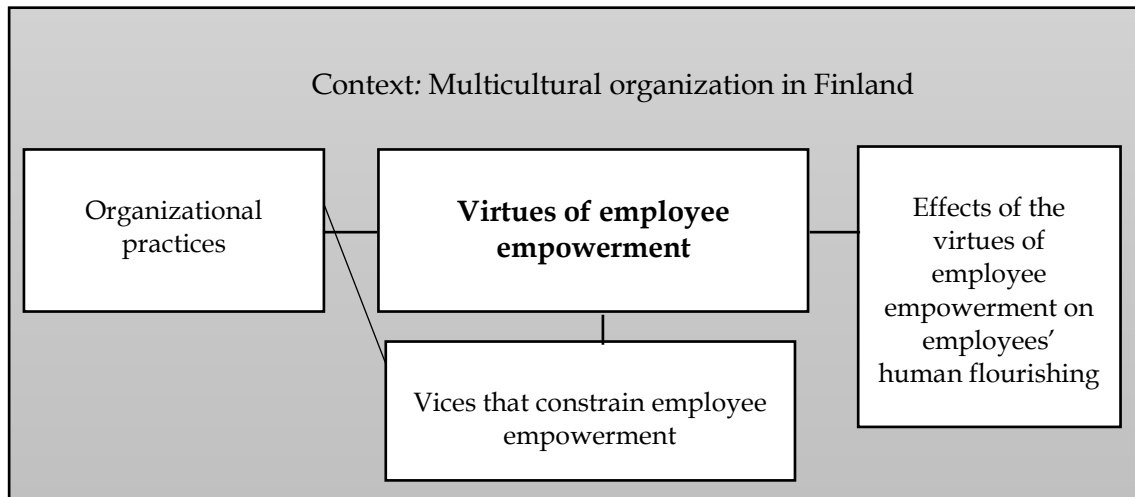 Context: Multicultural organization in Finland
Organizational
practices
Virtues of employee
empowerment
Effects of the
virtues of
employee
empowerment on
employees’
human flourishing
Vices that constrain employee
empowerment